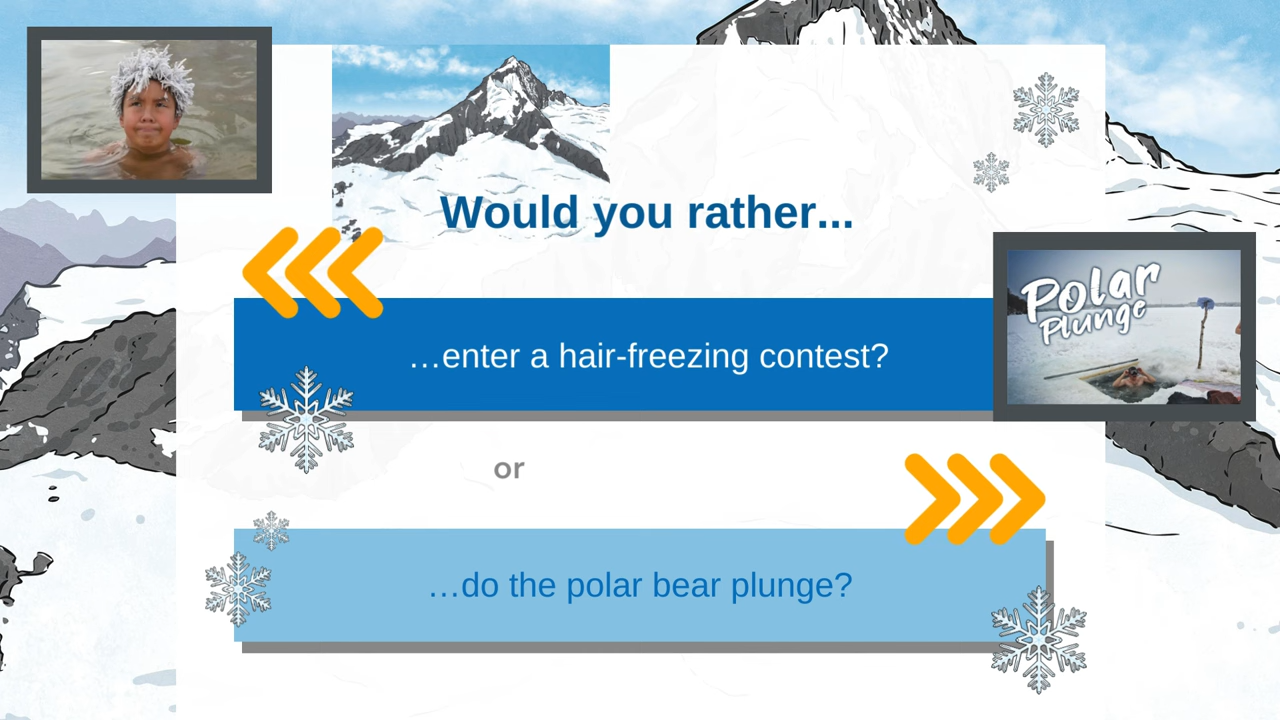 Would you rather...
…enter a hair-freezing contest?
Polar
Plunge
or
…do the polar bear plunge?